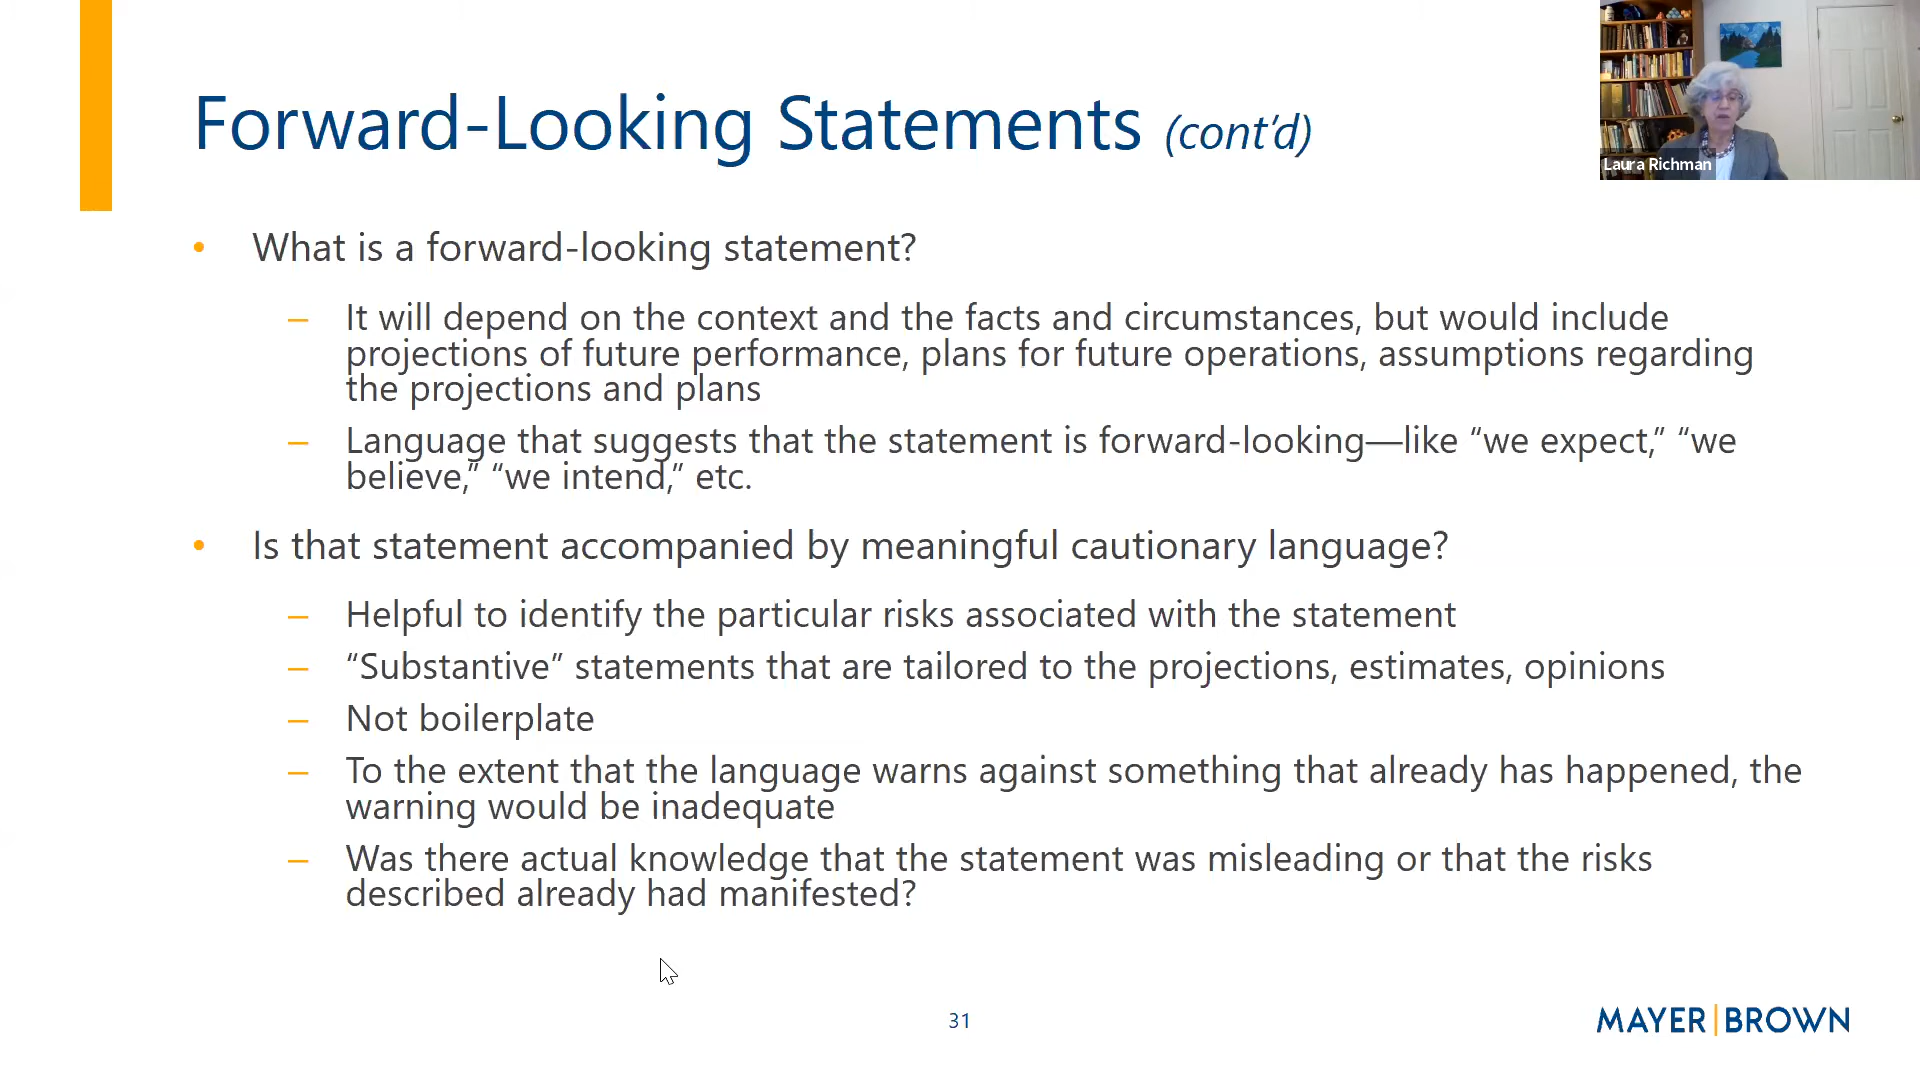 Forward-Looking Statements (cont’d)
Laura Richman
• What is a forward-looking statement?
– It will depend on the context and the facts and circumstances, but would include
projections of future performance, plans for future operations, assumptions regarding
the projections and plans
– Language that suggests that the statement is forward-looking—like “we expect,” “we
believe,” “we intend,” etc.
• Is that statement accompanied by meaningful cautionary language?
– Helpful to identify the particular risks associated with the statement
– “Substantive” statements that are tailored to the projections, estimates, opinions
– Not boilerplate
– To the extent that the language warns against something that already has happened, the
warning would be inadequate
– Was there actual knowledge that the statement was misleading or that the risks
described already had manifested?
31
MAYER|BROWN